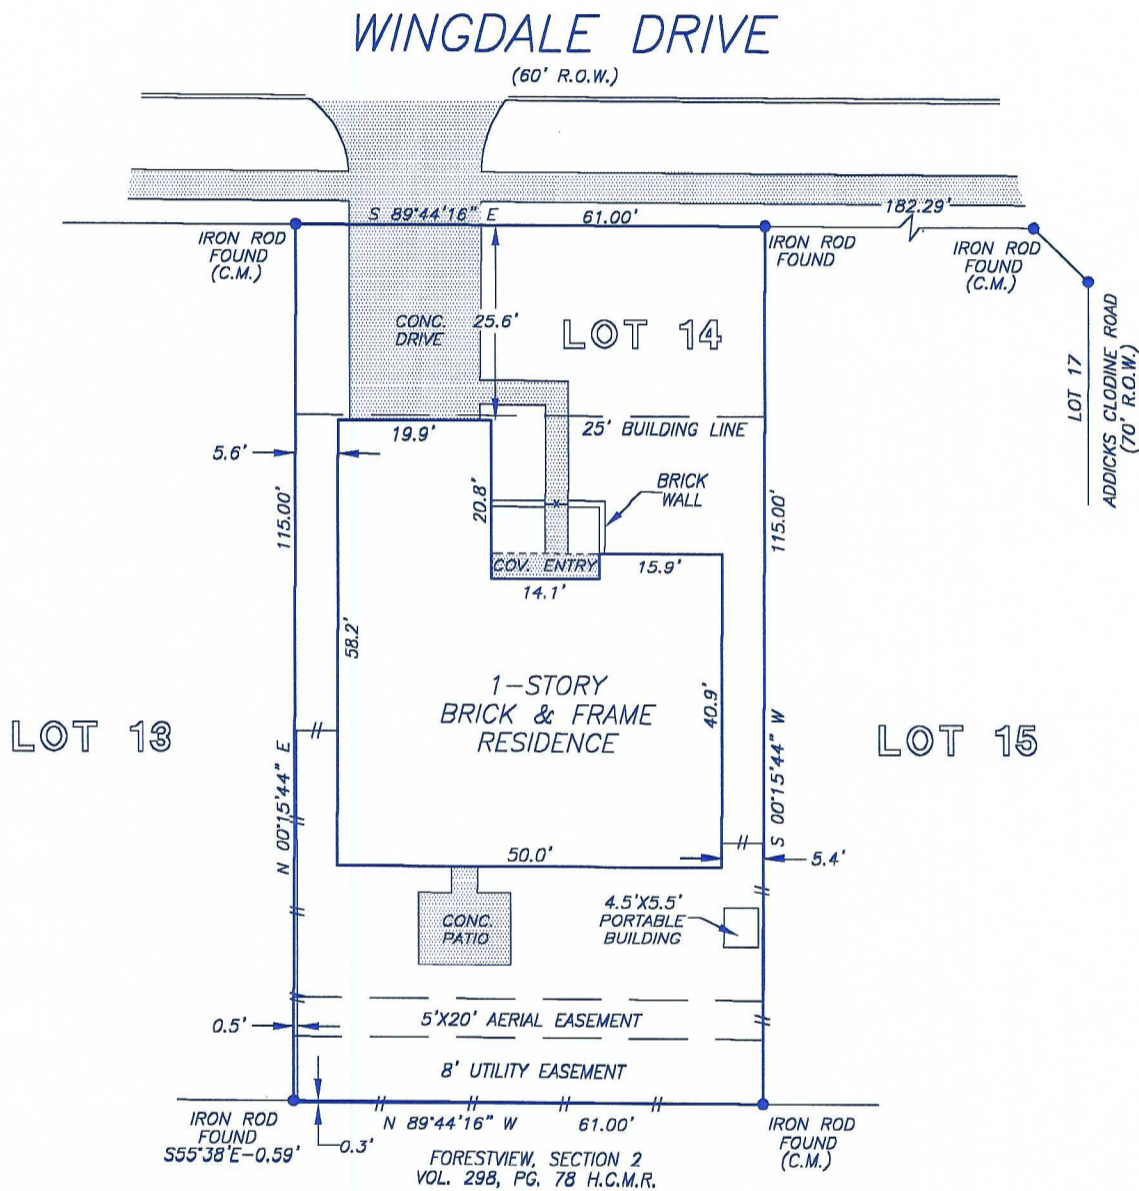 WINGDALE DRIVE
(60' R.O.W.)
S 89°44'16" E
61.00'
182.29'
IRON ROD
FOUND
(C.M.)
IRON ROD
FOUND
IRON ROD
FOUND
(C.M.)
CONC.
DRIVE
25.6'
LOT 14
LOT 17
ADDICKS CLODINE ROAD
(70' R.O.W.)
25' BUILDING LINE
19.9'
5.6'
20.8'
BRICK
WALL
115.00'
115.00'
COV. ENTRY
15.9'
14.1'
58.2'
1-STORY
BRICK & FRAME
RESIDENCE
40.9'
LOT 13
LOT 15
N 00°15'44" E
S 00°15'44" W
50.0'
5.4'
CONC.
PATIO
4.5'X5.5'
PORTABLE
BUILDING
0.5'
5'X20' AERIAL EASEMENT
8' UTILITY EASEMENT
IRON ROD
FOUND
S55°38'E-0.59'
0.3'
N 89°44'16" W
61.00'
IRON ROD
FOUND
(C.M.)
FORESTVIEW, SECTION 2
VOL. 298, PG. 78 H.C.M.R.